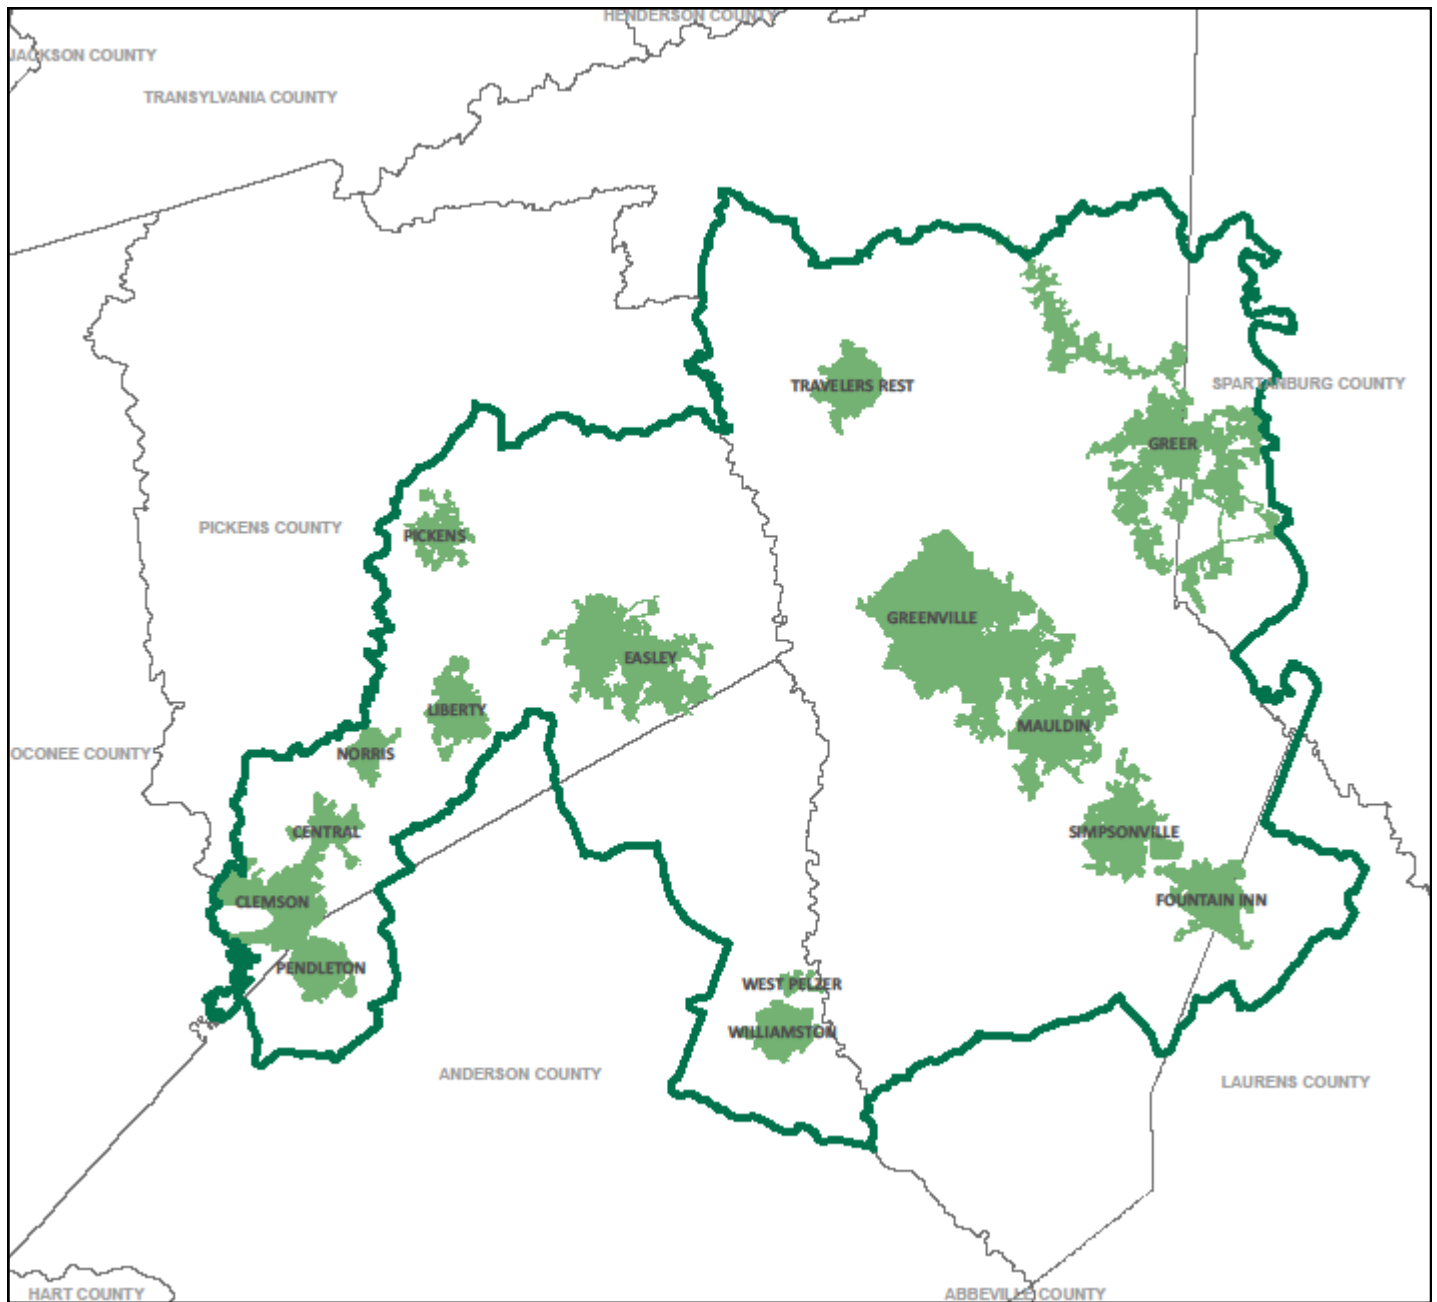 HENDERSON COUNTY
JACKSON COUNTY
TRANSYLVANIA COUNTY
TRAVELERS REST
SPARTANBURG COUNTY
GREER
PICKENS COUNTY
PICKENS
GREENVILLE
EASLEY
LIBERTY
MAULDIN
OCONEE COUNTY
NORRIS
CENTRAL
SIMPSONVILLE
CLEMSON
FOUNTAIN INN
PENDLETON
WEST PELZER
WILLIAMSTON
ANDERSON COUNTY
LAURENS COUNTY
HART COUNTY
ABBEVILLE COUNTY